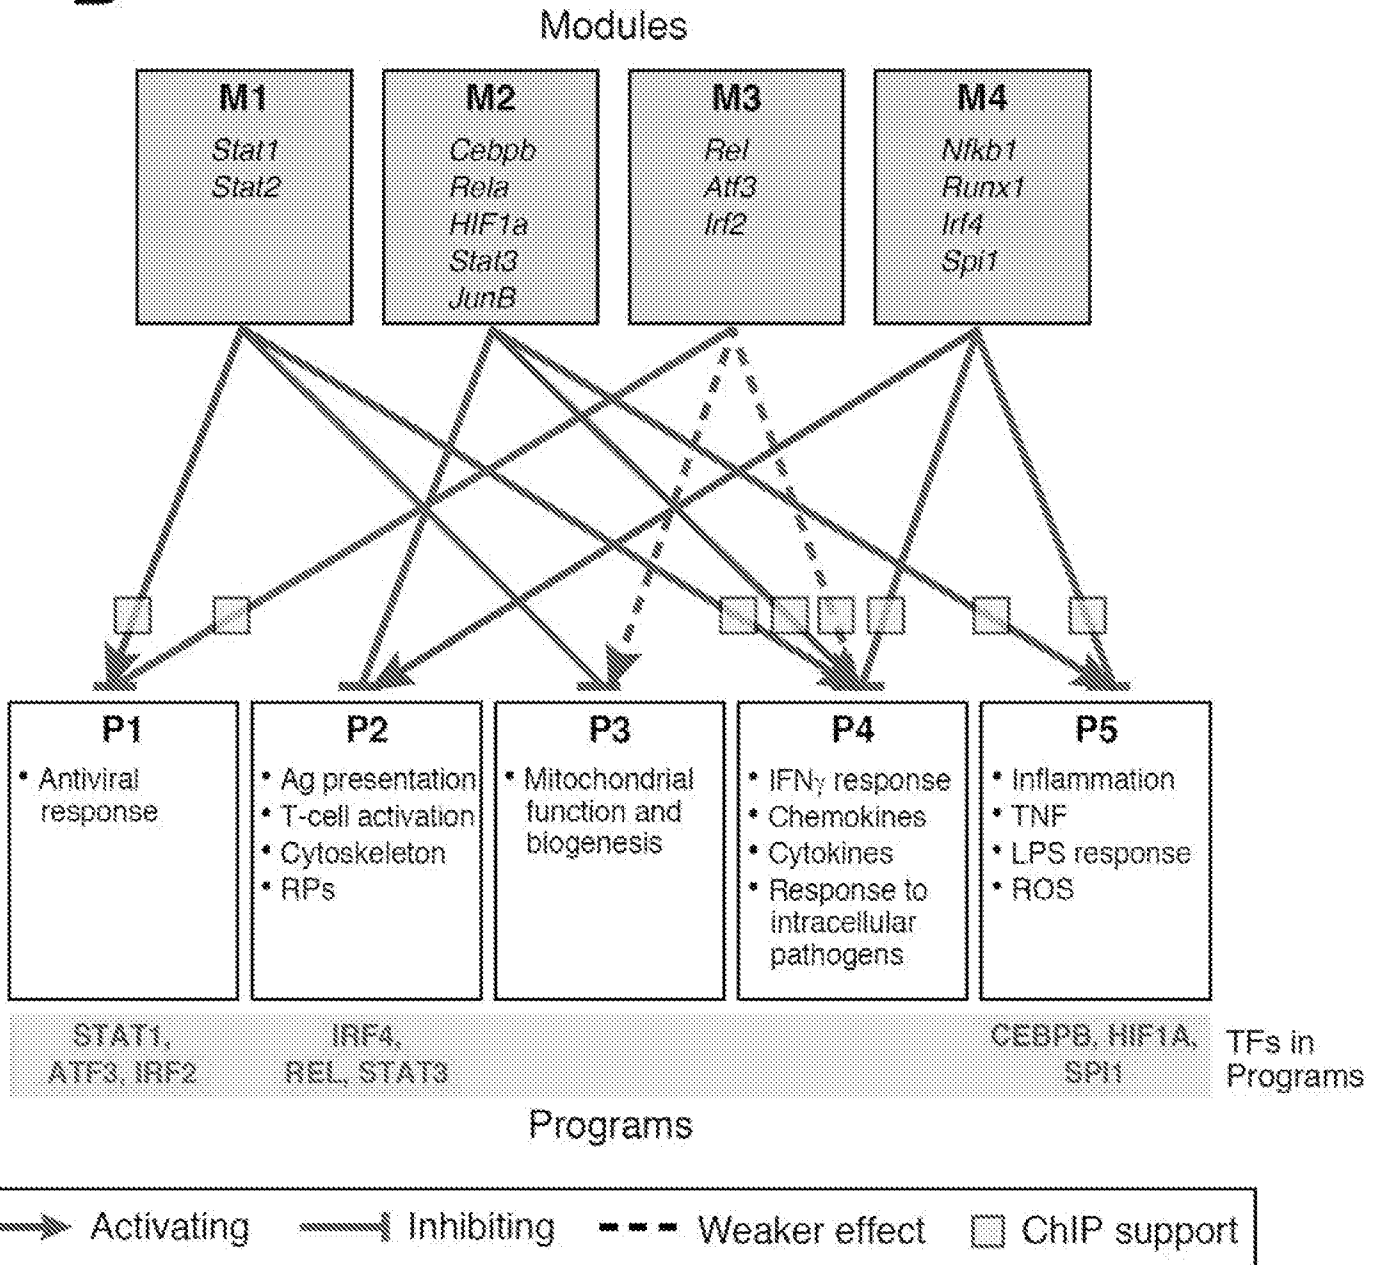 Modules
M1
Stat1
Stat2
M2
Cebpb
Rela
HIF1a
Stat3
JunB
M3
Rel
Atf3
Irf2
M4
Nfkb1
Runx1
Irf4
Spi1
P1
• Antiviral
response
P2
• Ag presentation
• T-cell activation
• Cytoskeleton
• RPs
P3
• Mitochondrial
function and
biogenesis
P4
• IFNγ response
• Chemokines
• Cytokines
• Response to
intracellular
pathogens
P5
• Inflammation
• TNF
• LPS response
• ROS
STAT1,
ATF3, IRF2
IRF4,
REL, STAT3
CEBPB, HIF1A,
SPI1
TFs in
Programs
Programs
Activating
Inhibiting
Weaker effect
ChIP support